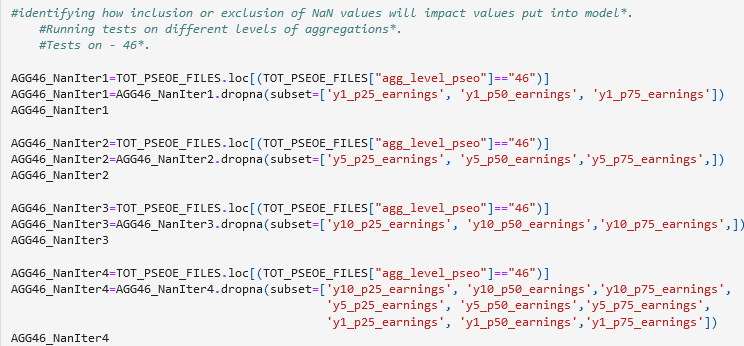 #identifying how inclusion or exclusion of NaN values will impact values put into model*.
    #Running tests on different levels of aggregations*.
    #Tests on - 46*.

AGG46_NanIter1=TOT_PSEOE_FILES.loc[(TOT_PSEOE_FILES["agg_level_pseo"]=="46")]
AGG46_NanIter1=AGG46_NanIter1.dropna(subset=['y1_p25_earnings', 'y1_p50_earnings', 'y1_p75_earnings'])
AGG46_NanIter1

AGG46_NanIter2=TOT_PSEOE_FILES.loc[(TOT_PSEOE_FILES["agg_level_pseo"]=="46")]
AGG46_NanIter2=AGG46_NanIter2.dropna(subset=['y5_p25_earnings', 'y5_p50_earnings','y5_p75_earnings',])
AGG46_NanIter2

AGG46_NanIter3=TOT_PSEOE_FILES.loc[(TOT_PSEOE_FILES["agg_level_pseo"]=="46")]
AGG46_NanIter3=AGG46_NanIter3.dropna(subset=['y10_p25_earnings', 'y10_p50_earnings','y10_p75_earnings',])
AGG46_NanIter3

AGG46_NanIter4=TOT_PSEOE_FILES.loc[(TOT_PSEOE_FILES["agg_level_pseo"]=="46")]
AGG46_NanIter4=AGG46_NanIter4.dropna(subset=['y10_p25_earnings', 'y10_p50_earnings','y10_p75_earnings',
                                             'y5_p25_earnings', 'y5_p50_earnings','y5_p75_earnings',
                                             'y1_p25_earnings', 'y1_p50_earnings','y1_p75_earnings'])
AGG46_NanIter4